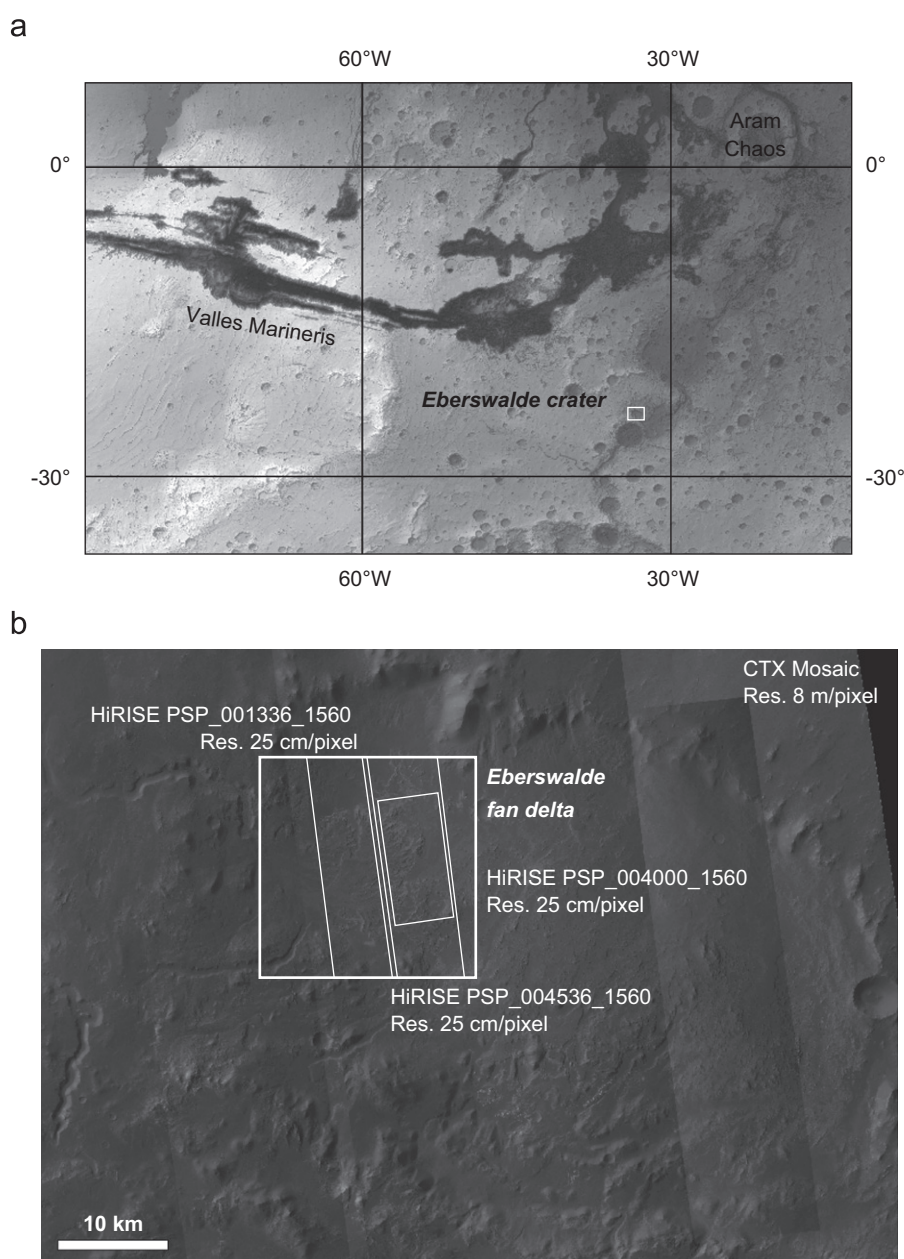 a
60°W 30°W
Aram
Chaos
0° 0°
Valles Marineris
Eberswalde crater
-30° -30°
60°W 30°W
b
CTX Mosaic
Res. 8 m/pixel
HiRISE PSP_001336_1560
Res. 25 cm/pixel
Eberswalde
fan delta
HiRISE PSP_004000_1560
Res. 25 cm/pixel
HiRISE PSP_004536_1560
Res. 25 cm/pixel
10 km